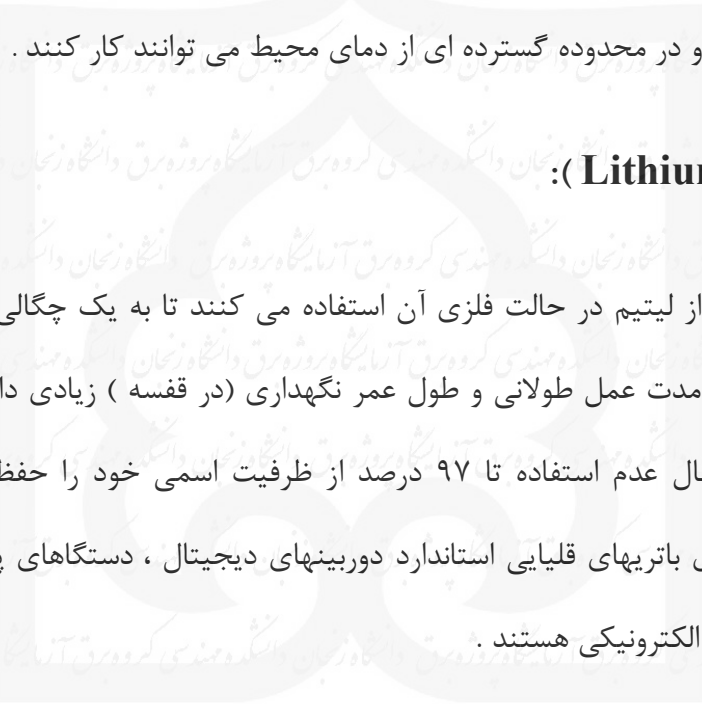 و در محدوده گسترده ای از دمای محیط می توانند کار کنند .
Lithiu ):
از لیتیم در حالت فلزی آن استفاده می کنند تا به یک چگالی
مدت عمل طولانی و طول عمر نگهداری (در قفسه ) زیادی دا
ال عدم استفاده تا ۹۷ درصد از ظرفیت اسمی خود را حفظ
باتریهای قلیایی استاندارد دوربینهای دیجیتال ، دستگاهای پ
الکترونیکی هستند .